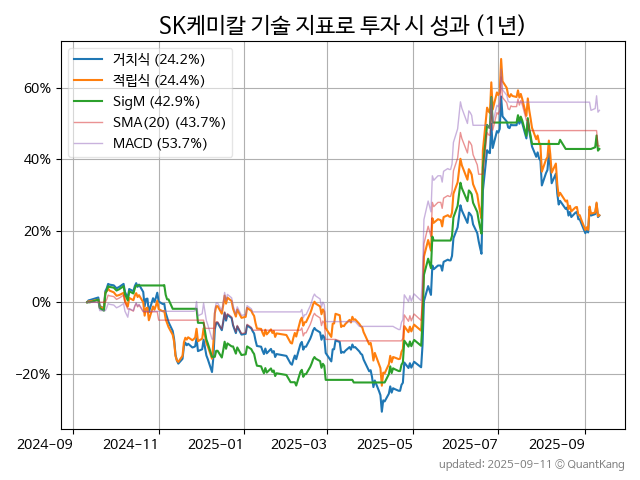 SK케미칼 기술 지표로 투자 시 성과 (1년)
거치식 (24.2%)
적립식 (24.4%)
SigM (42.9%)
SMA(20) (43.7%)
MACD (53.7%)
60%
40%
20%
0%
−20%
2024-09 2024-11 2025-01 2025-03 2025-05 2025-07 2025-09
updated: 2025-09-11 © QuantKang